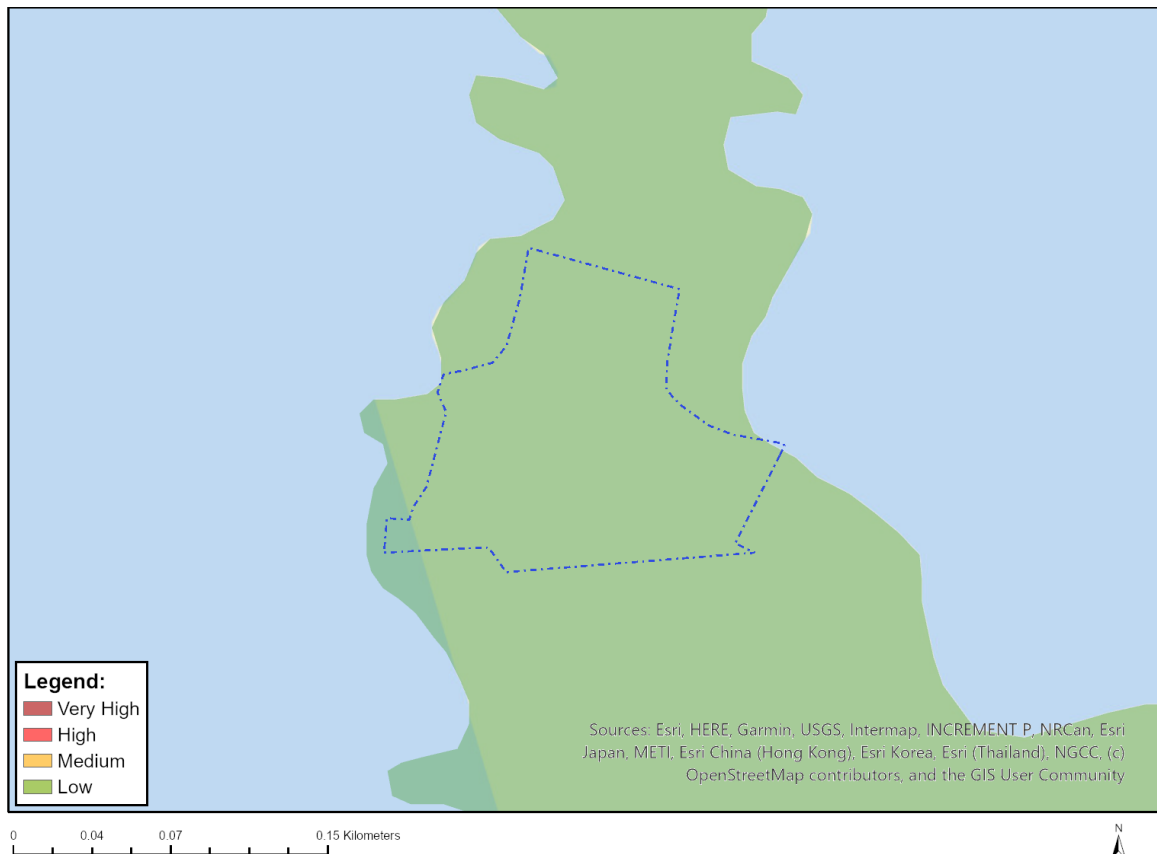 Legend:
Very High
High
Medium
Low
Sources: Esri, HERE, Garmin, USGS, Intermap, INCREMENT P, NRCan, Esri
Japan, METI, Esri China (Hong Kong), Esri Korea, Esri (Thailand), NGCC, (c)
OpenStreetMap contributors, and the GIS User Community
0 0.04 0.07 0.15 Kilometers
N